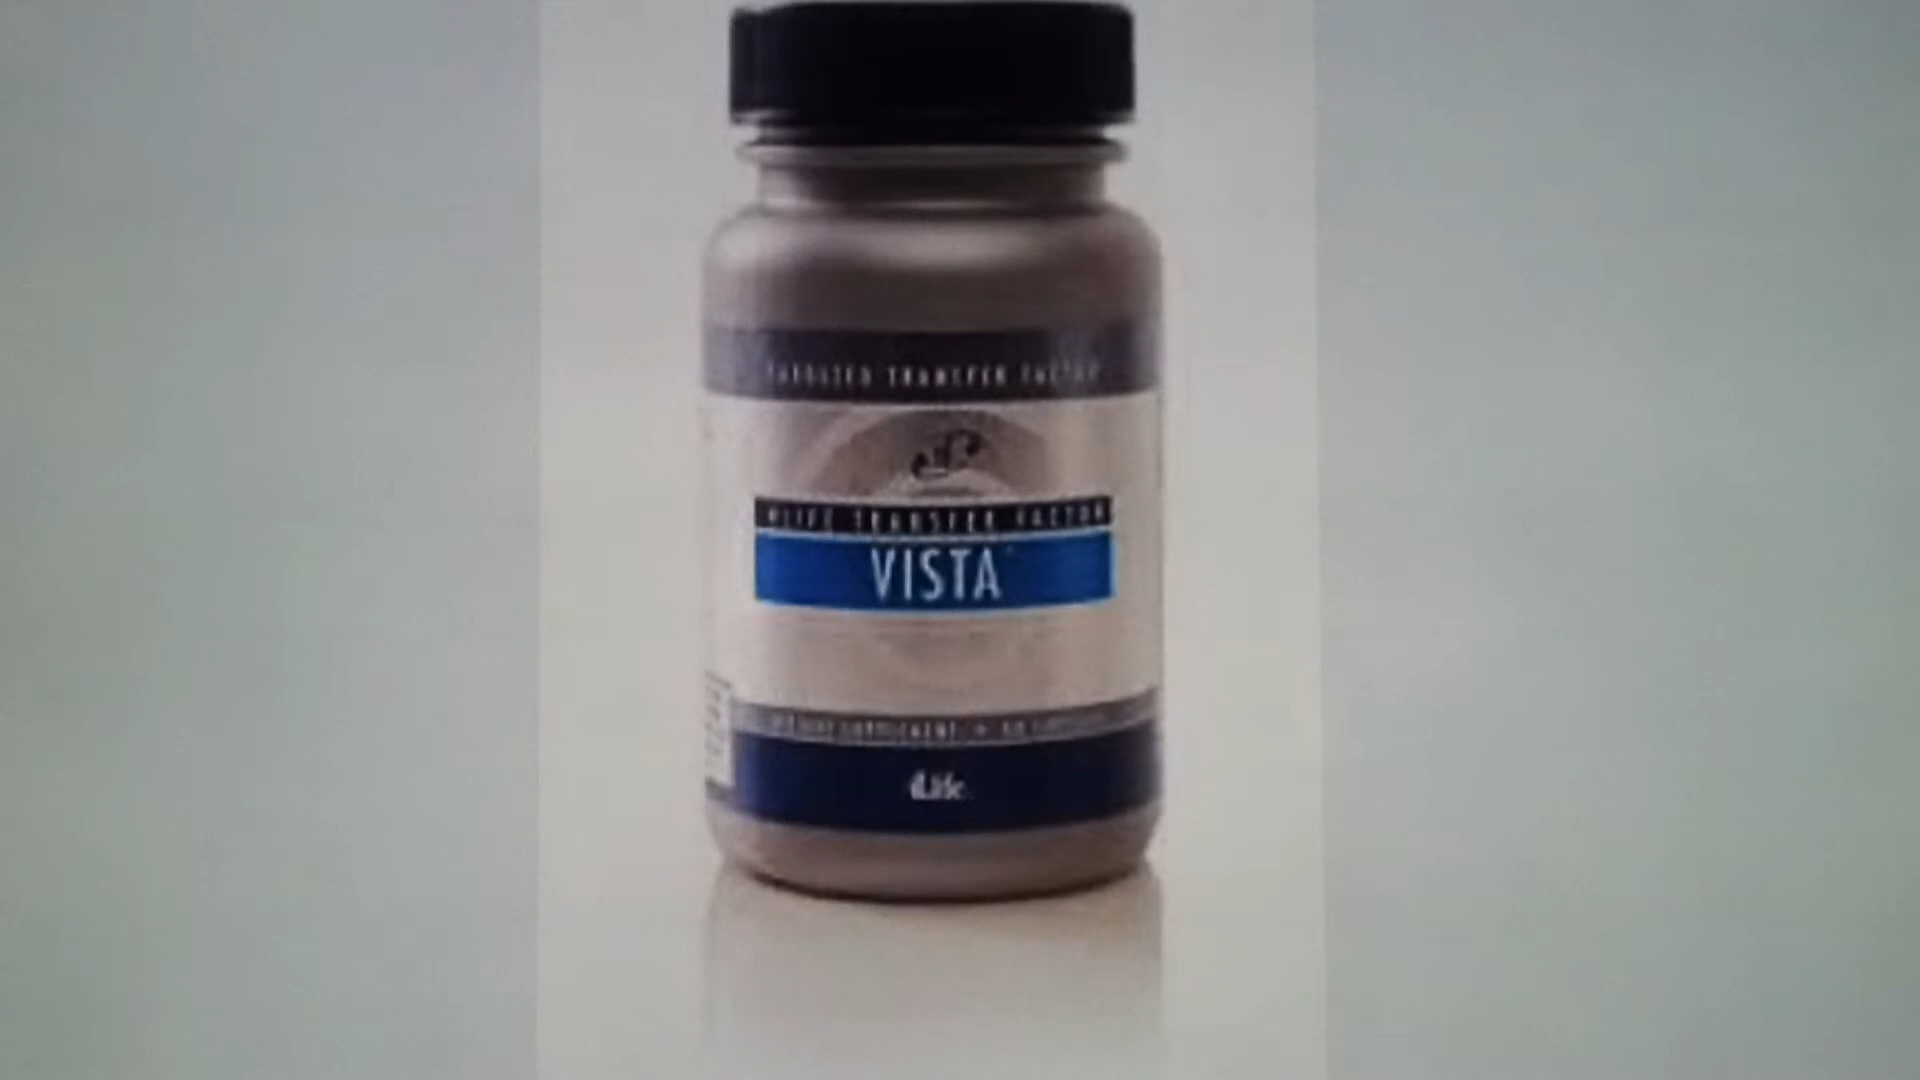 TARGETED TRANSFER FACTOR
4LIFE TRANSFER FACTOR
VISTA
4Life